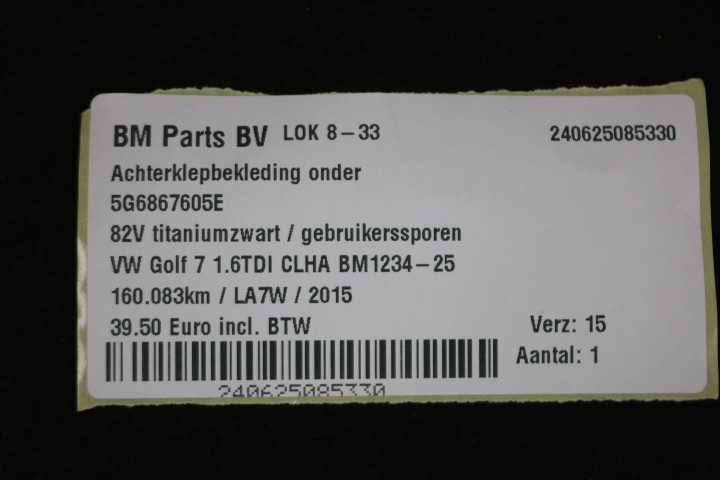 BM Parts BV LOK 8-33 240625085330
Achterklepbekleding onder
5G6867605E
82V titaniumzwart / gebruikerssporen
VW Golf 7 1.6TDI CLHA BM1234-25
160.083km / LA7W / 2015
39.50 Euro incl. BTW Verz: 15
Aantal: 1
240625085330